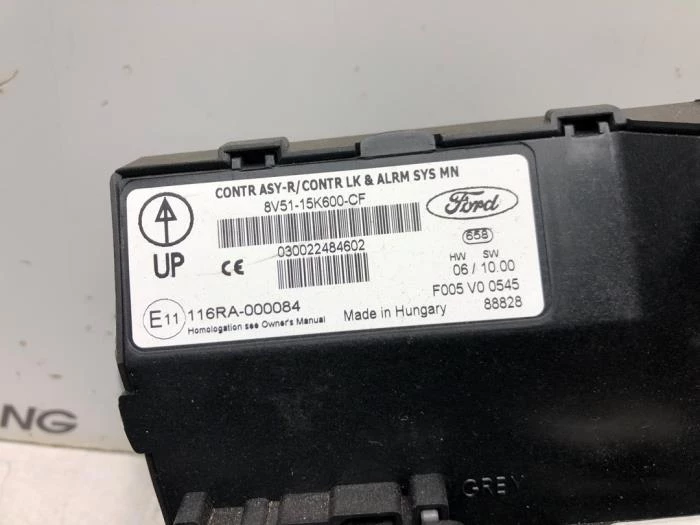 CONTR ASY-R/CONTR LK & ALRM SYS MN
8V51-15K600-CF
Ford
030022484602
658
UP
CE
HW SW
06 / 10.00
E11 116RA-000084
Homologation see Owner's Manual
Made in Hungary
F005 V0 0545
88828
GREY
NG